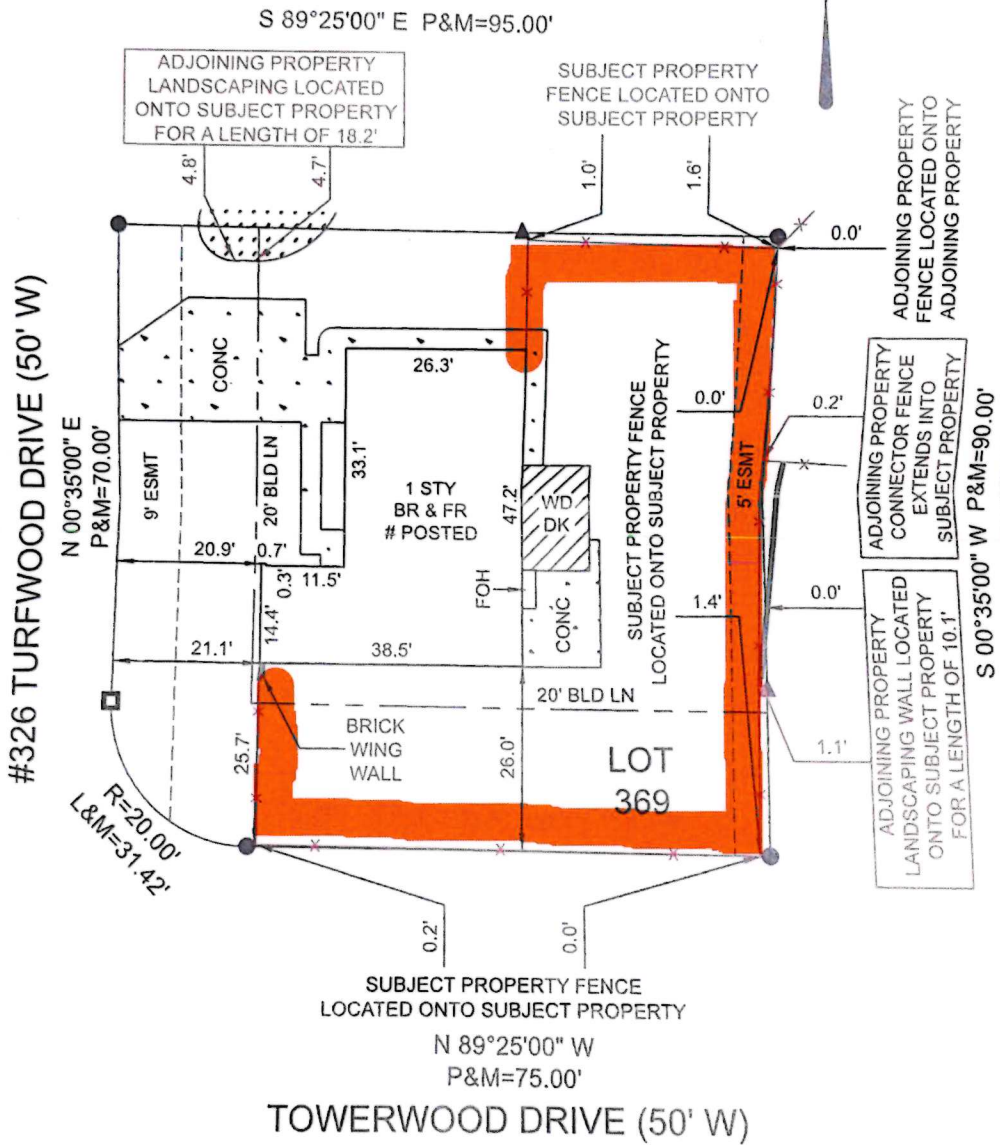 S 89°25'00" E P&M=95.00'
ADJOINING PROPERTY
LANDSCAPING LOCATED
ONTO SUBJECT PROPERTY
FOR A LENGTH OF 18.2'
4.8'
4.7'
SUBJECT PROPERTY
FENCE LOCATED ONTO
SUBJECT PROPERTY
1.0'
1.6'
0.0'
ADJOINING PROPERTY
FENCE LOCATED ONTO
ADJOINING PROPERTY
#326 TURFWOOD DRIVE (50' W)
N 00°35'00" E
P&M=70.00'
9' ESMT
20' BLD LN
CONC
26.3'
33.1'
1 STY
BR & FR
# POSTED
47.2'
WD
DK
FOH
CONC
SUBJECT PROPERTY FENCE
LOCATED ONTO SUBJECT PROPERTY
0.0'
1.4'
5' ESMT
0.2'
ADJOINING PROPERTY
CONNECTOR FENCE
EXTENDS INTO
SUBJECT PROPERTY
S 00°35'00" W P&M=90.00'
20.9'
0.7'
0.3'
11.5'
14.4'
21.1'
38.5'
20' BLD LN
0.0'
1.1'
ADJOINING PROPERTY
LANDSCAPING WALL LOCATED
ONTO SUBJECT PROPERTY
FOR A LENGTH OF 10.1'
25.7'
BRICK
WING
WALL
26.0'
LOT
369
R=20.00'
L&M=31.42'
0.2'
0.0'
SUBJECT PROPERTY FENCE
LOCATED ONTO SUBJECT PROPERTY
N 89°25'00" W
P&M=75.00'
TOWERWOOD DRIVE (50' W)